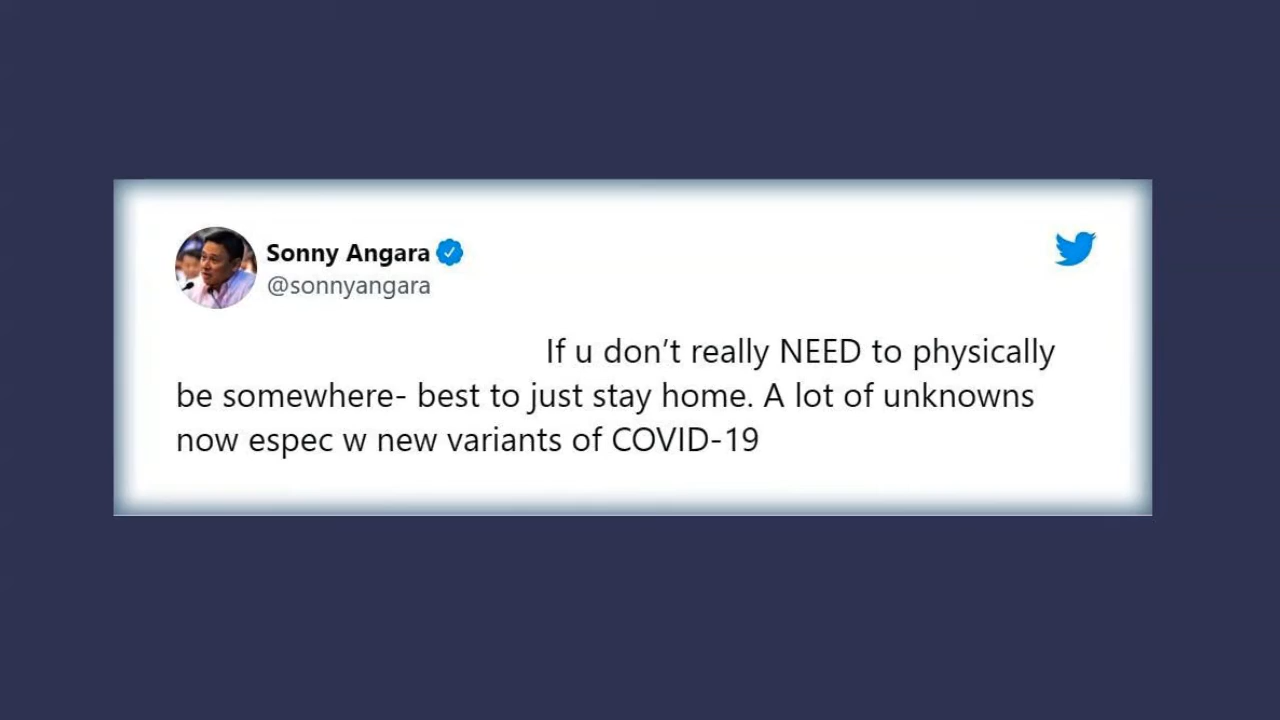 Sonny Angara
@sonnyangara
If u don’t really NEED to physically
be somewhere- best to just stay home. A lot of unknowns
now espec w new variants of COVID-19